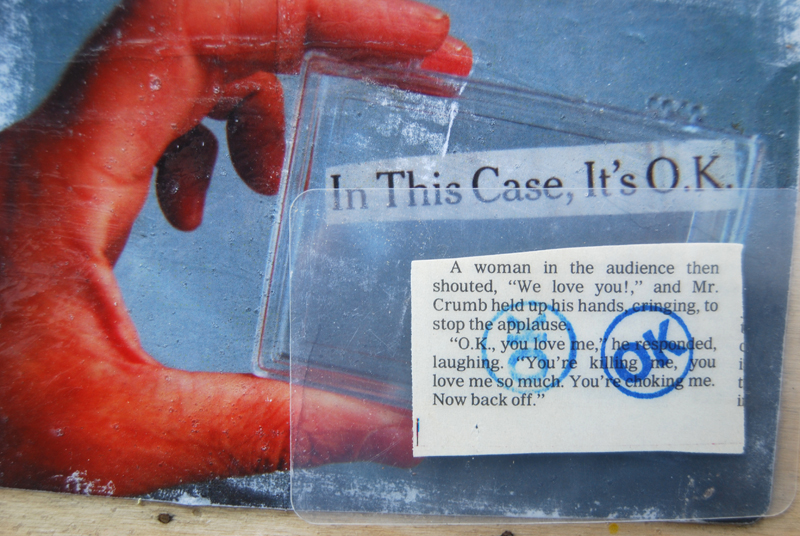 In This Case, It's O.K.
A woman in the audience then
shouted, “We love you!,” and Mr.
Crumb held up his hands, cringing, to
stop the applause.
“O.K., you love me,” he responded,
laughing. “You're killing me, you
love me so much. You're choking me.
Now back off.”
OK
OK